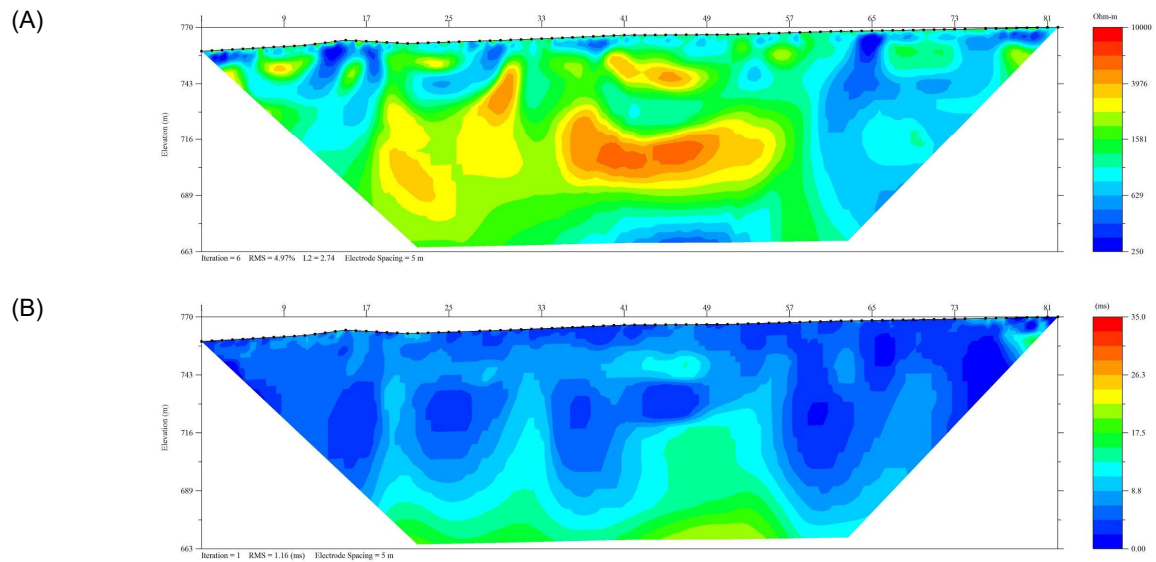 (A)
1 9 17 25 33 41 49 57 65 73 81
Ohm-m
770
743
716
689
663
Elevation (m)
10000
3976
1581
629
250
Iteration = 6 RMS = 4.97% L2 = 2.74 Electrode Spacing = 5 m
(B)
1 9 17 25 33 41 49 57 65 73 81
(ms)
770
743
716
689
663
Elevation (m)
35.0
26.3
17.5
8.8
0.00
Iteration = 1 RMS = 1.16 (ms) Electrode Spacing = 5 m